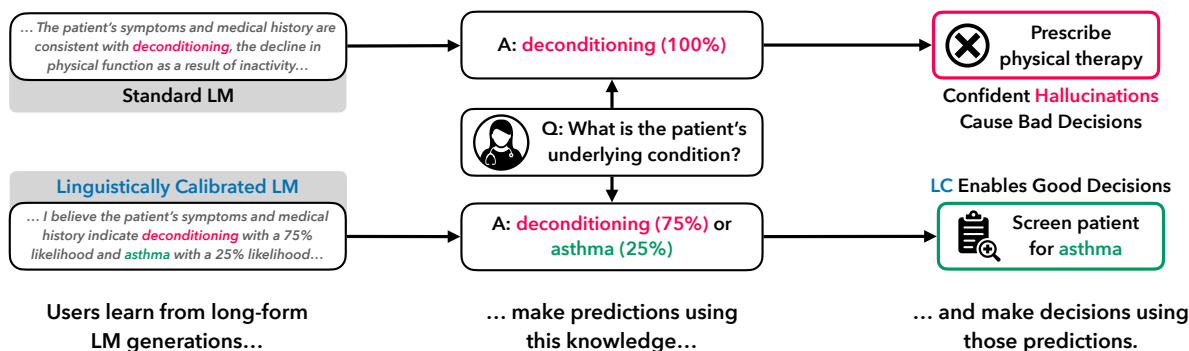 … The patient’s symptoms and medical history are
consistent with deconditioning, the decline in
physical function as a result of inactivity…
Standard LM
A: deconditioning (100%)
Prescribe
physical therapy
Confident Hallucinations
Cause Bad Decisions
Q: What is the patient’s
underlying condition?
Linguistically Calibrated LM
… I believe the patient’s symptoms and medical
history indicate deconditioning with a 75%
likelihood and asthma with a 25% likelihood…
A: deconditioning (75%) or
asthma (25%)
LC Enables Good Decisions
Screen patient
for asthma
Users learn from long-form
LM generations…
… make predictions using
this knowledge…
… and make decisions using
those predictions.